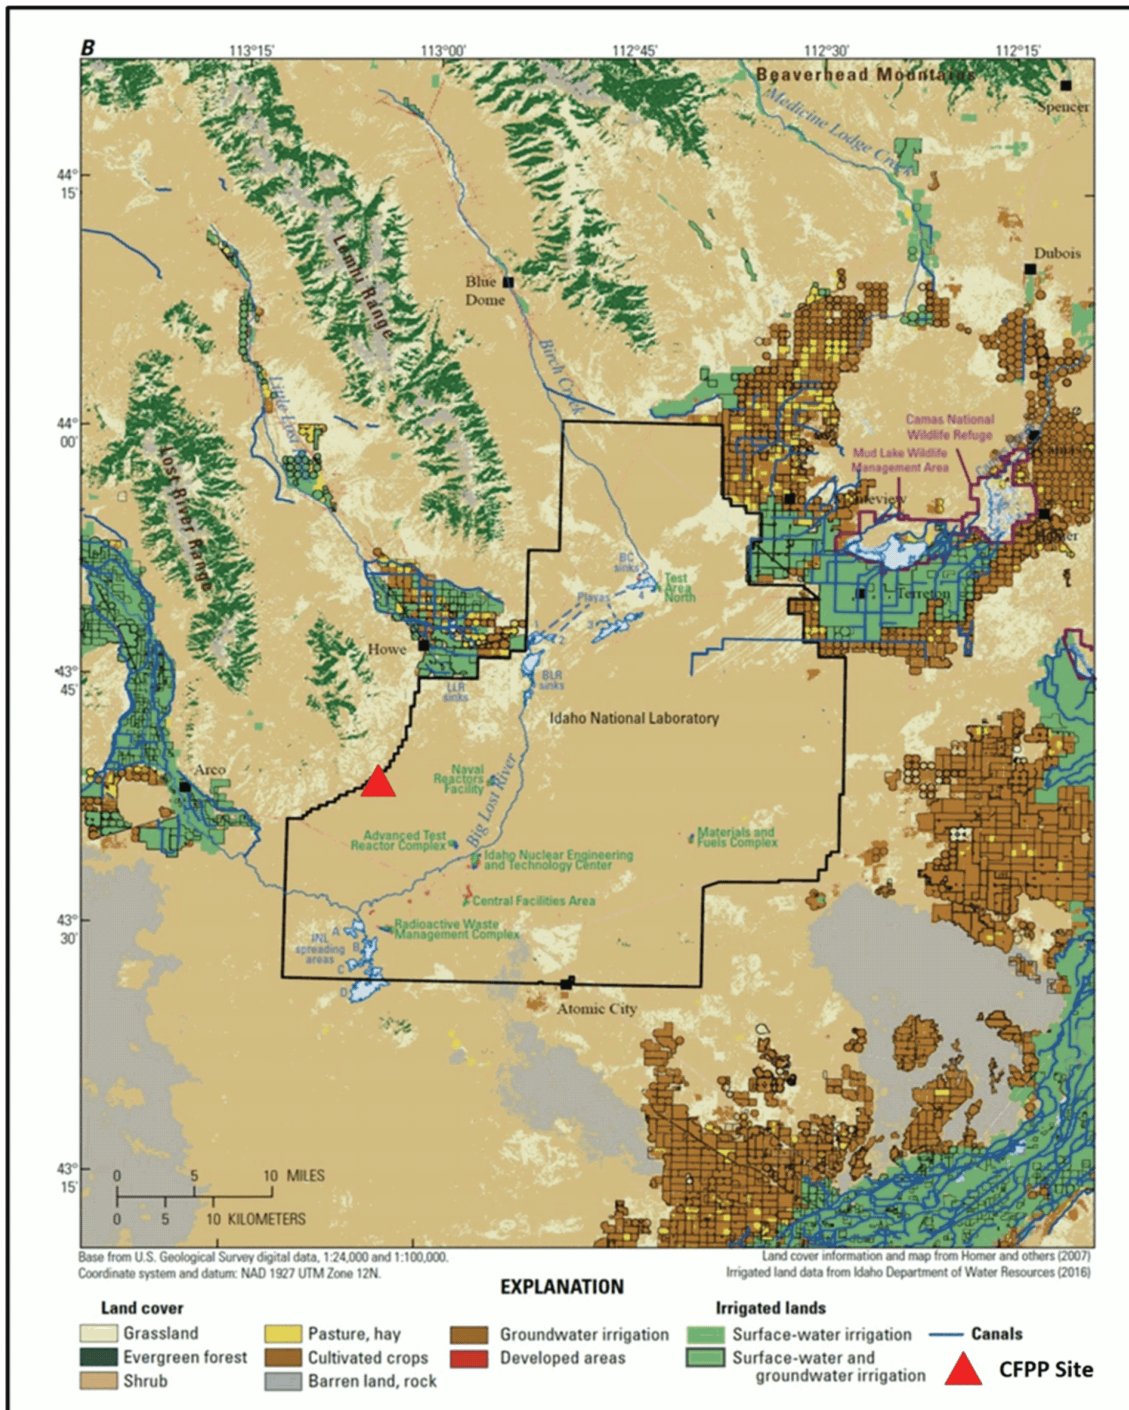 B
113°15'
113°00'
112°45'
112°30'
112°15'
Beaverhead Mountains
Spencer
Medicine Lodge Creek
44°
15'
Lemhi Range
Blue
Dome
Dubois
Birch Creek
Little Lost
44°
00'
Camas National
Wildlife Refuge
Mud Lake Wildlife
Management Area
Lost River Range
BC
sinks
Test
Area
North
4
Playas
3
1
2
Terreton
Howe
43°
45'
LLR
sinks
BLR
sinks
Idaho National Laboratory
Arco
Naval
Reactors
Facility
Big Lost River
Advanced Test
Reactor Complex
Materials and
Fuels Complex
Idaho Nuclear Engineering
and Technology Center
Central Facilities Area
43°
30'
Radioactive Waste
Management Complex
INL
spreading
areas
A
B
C
D
Atomic City
43°
15'
0 5 10 MILES
0 5 10 KILOMETERS
Base from U.S. Geological Survey digital data, 1:24,000 and 1:100,000.
Coordinate system and datum: NAD 1927 UTM Zone 12N.
Land cover information and map from Homer and others (2007)
Irrigated land data from Idaho Department of Water Resources (2016)
EXPLANATION
Land cover
Grassland
Evergreen forest
Shrub
Pasture, hay
Cultivated crops
Barren land, rock
Groundwater irrigation
Developed areas
Irrigated lands
Surface-water irrigation
Surface-water and
groundwater irrigation
Canals
CFPP Site